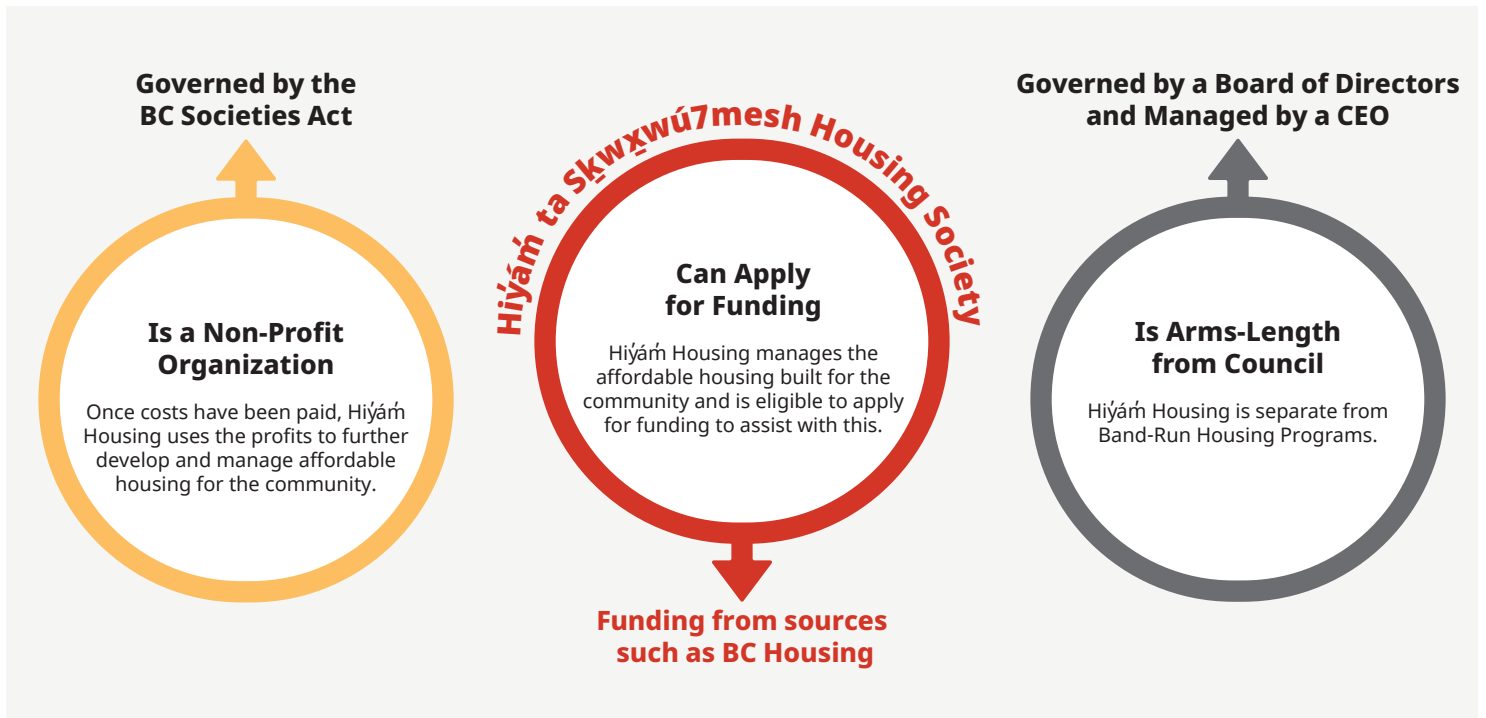 Governed by the
BC Societies Act
Is a Non-Profit
Organization
Once costs have been paid, Hiy̓ám̓
Housing uses the profits to further
develop and manage affordable
housing for the community.
Hiy̓ám̓ ta Sḵwx̱wú7mesh Housing Society
Can Apply
for Funding
Hiy̓ám̓ Housing manages the
affordable housing built for the
community and is eligible to apply
for funding to assist with this.
Funding from sources
such as BC Housing
Governed by a Board of Directors
and Managed by a CEO
Is Arms-Length
from Council
Hiy̓ám̓ Housing is separate from
Band-Run Housing Programs.